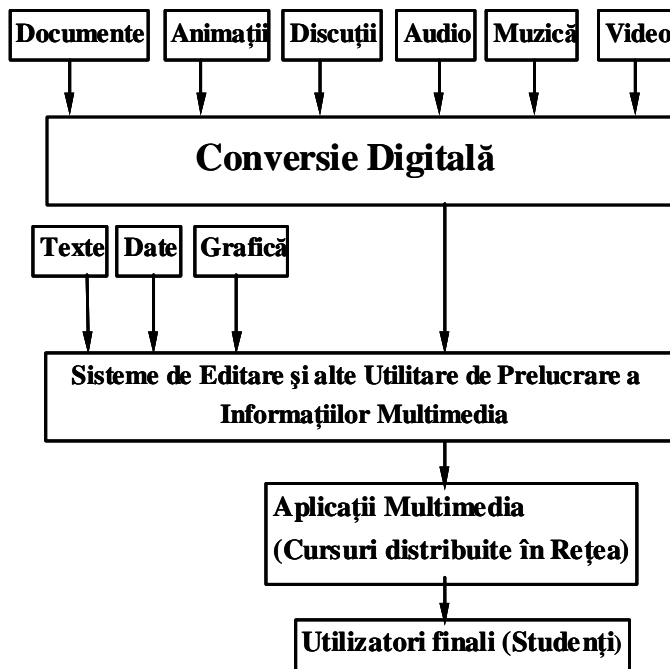 Documente
Animații
Discuții
Audio
Muzică
Video
Conversie Digitală
Texte
Date
Grafică
Sisteme de Editare şi alte Utilitare de Prelucrare a
Informațiilor Multimedia
Aplicații Multimedia
(Cursuri distribuite în Rețea)
Utilizatori finali (Studenți)